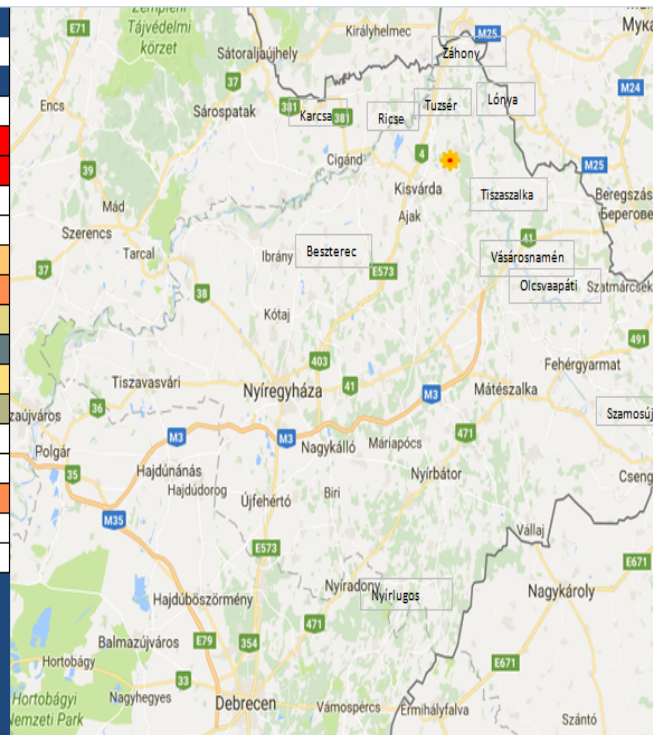 Zempléni
Tájvédelmi
körzet
E71
Királyhelmec
M25
Мука
Sátoraljaújhely
Záhony
37
M24
Encs
Sárospatak
381
Karcsa
381
Ricse
Tuzsér
Lónya
Cigánd
4
M25
39
Kisvárda
Tiszaszalka
Beregszász
Берегове
Mád
Ajak
Szerencs
Tarcal
Ibrány
Beszterec
41
Vásárosnamén
37
E573
Olcsvaapáti
Szatmárcsek
38
Kótaj
491
403
Fehérgyarmat
Tiszavasvári
Nyíregyháza
41
M3
Mátészalka
zaújváros
36
Szamosúj
M3
M3
Nagykálló
Máriapócs
471
Polgár
35
Hajdúnánás
Nyírbátor
Cseng
Hajdúdorog
Újfehértó
Biri
M35
Vállaj
E573
E671
Nyíradony
Nyírlugos
Nagykároly
Hajdúböszörmény
471
Balmazújváros
E79
354
Hortobágy
33
E671
Hortobágyi
Nemzeti Park
Nagyhegyes
Debrecen
Vámospércs
Érmihályfalva
Szántó